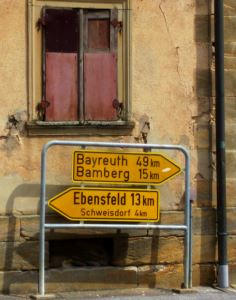 Bayreuth 49 km
Bamberg 15 km
Ebensfeld 13 km
Schweisdorf 4 km